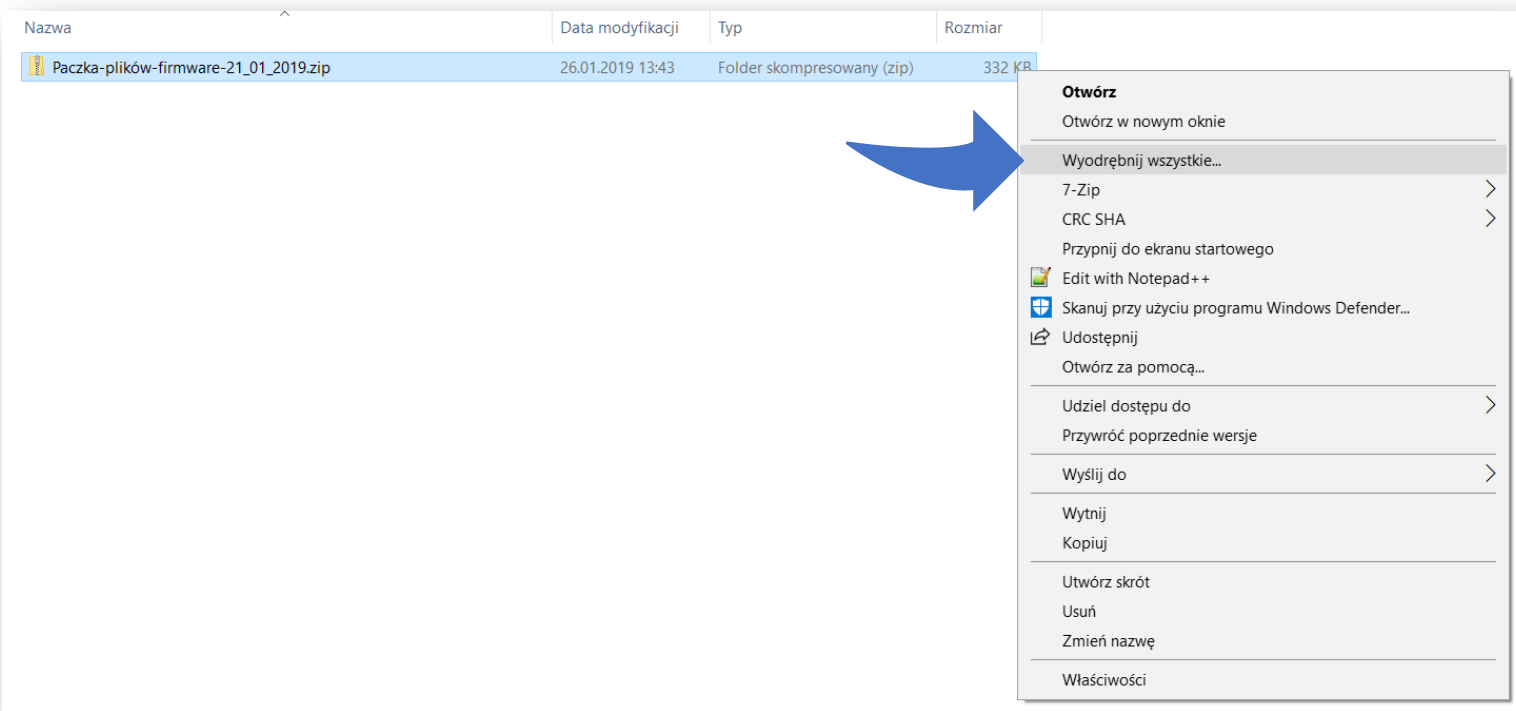 Nazwa Data modyfikacji Typ Rozmiar
Paczka-plików-firmware-21_01_2019.zip 26.01.2019 13:43 Folder skompresowany (zip) 332 KB
Otwórz
Otwórz w nowym oknie
Wyodrębnij wszystkie...
7-Zip
CRC SHA
Przypnij do ekranu startowego
Edit with Notepad++
Skanuj przy użyciu programu Windows Defender...
Udostępnij
Otwórz za pomocą...
Udziel dostępu do
Przywróć poprzednie wersje
Wyślij do
Wytnij
Kopiuj
Utwórz skrót
Usuń
Zmień nazwę
Właściwości